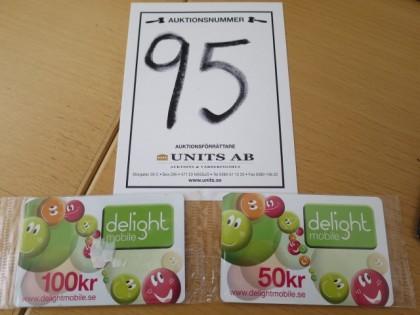 AUKTIONSNUMMER
95
AUKTIONSFÖRRÄTTARE
UNITS AB
www.units.se
delight
mobile
100kr
www.delightmobile.se
delight
mobile
50kr
www.delightmobile.se